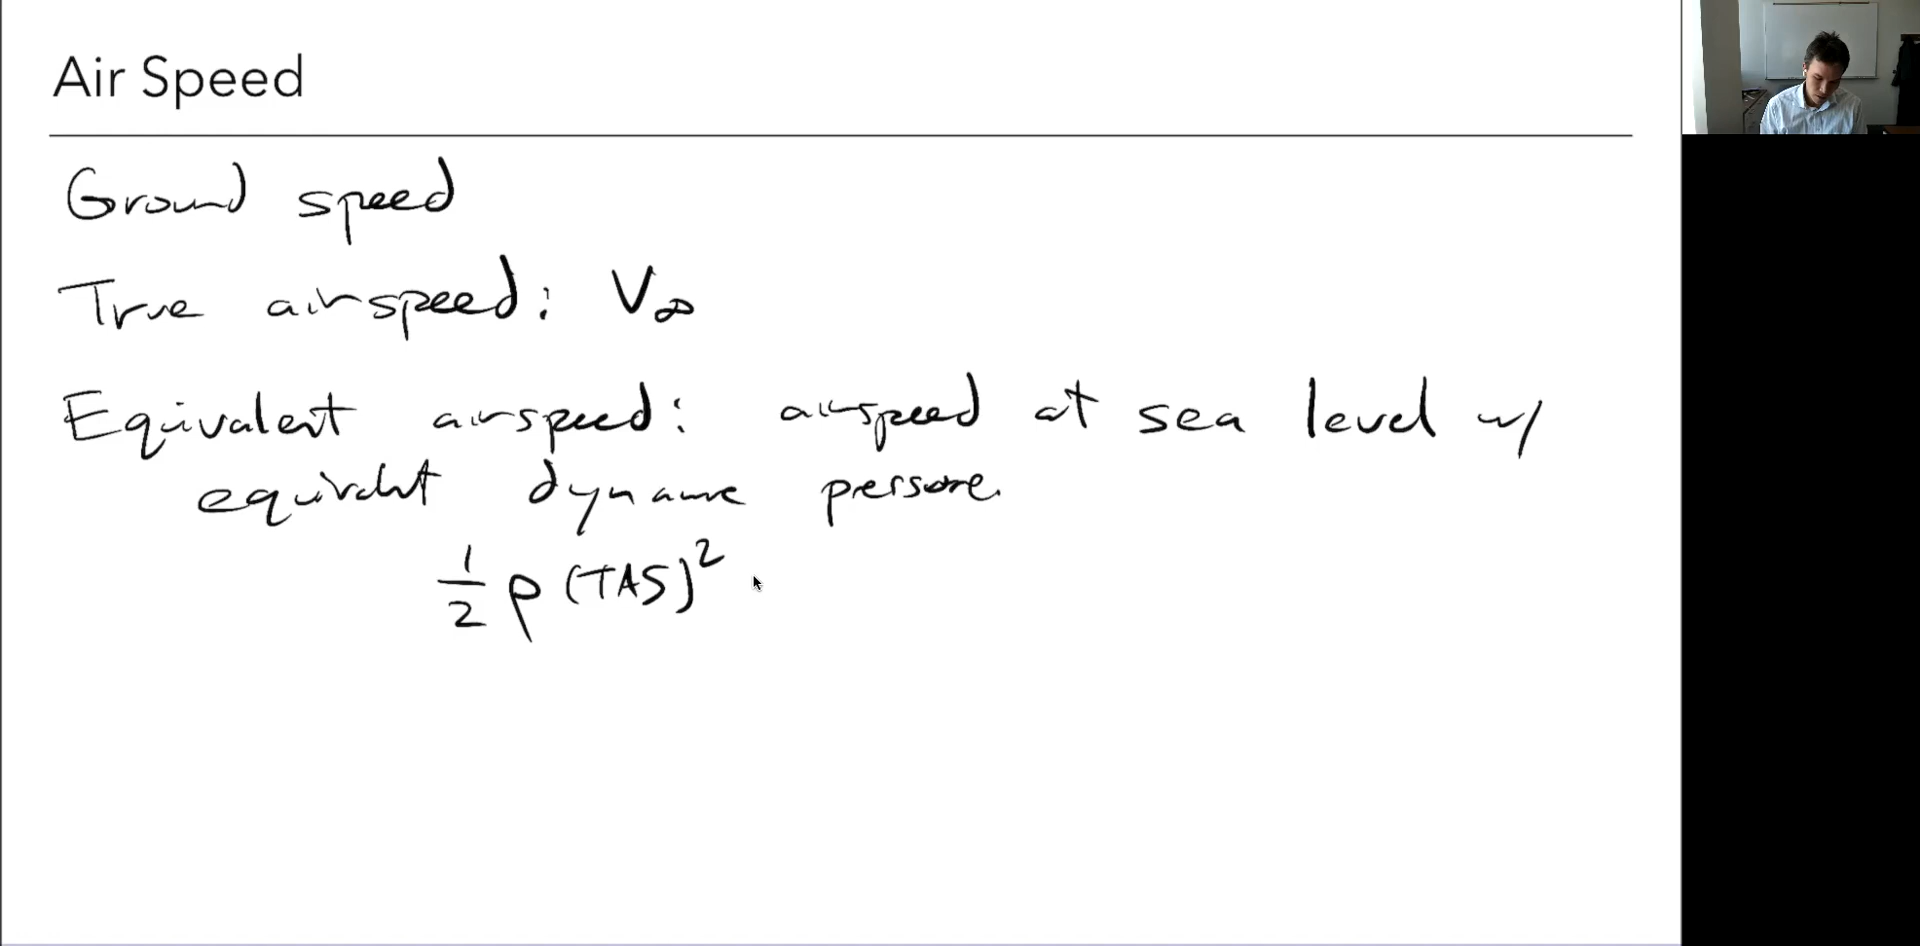 Air Speed
Ground speed
True airspeed: V∞
Equivalent airspeed: airspeed at sea level w/
equivalent dynamic pressure.
1/2 ρ (TAS)²